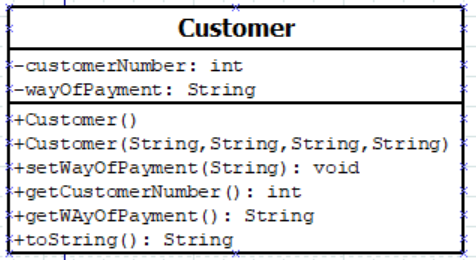 Customer
-customerNumber: int
-wayOfPayment: String
+Customer()
+Customer(String,String,String,String)
+setWayOfPayment(String): void
+getCustomerNumber(): int
+getWAyOfPayment(): String
+toString(): String